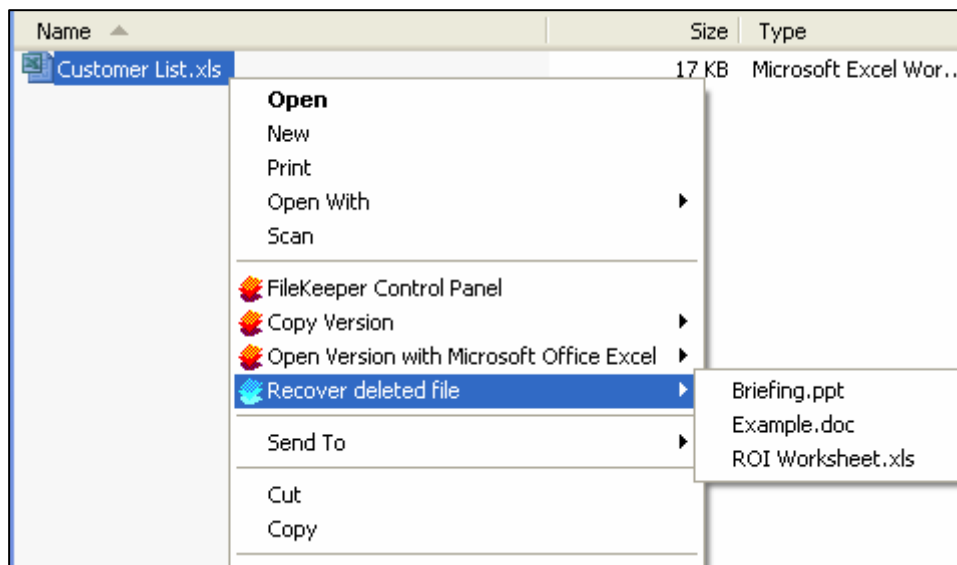 Name Size Type
Customer List.xls 17 KB Microsoft Excel Wor...
Open
New
Print
Open With
Scan
FileKeeper Control Panel
Copy Version
Open Version with Microsoft Office Excel
Recover deleted file
Briefing.ppt
Example.doc
ROI Worksheet.xls
Send To
Cut
Copy